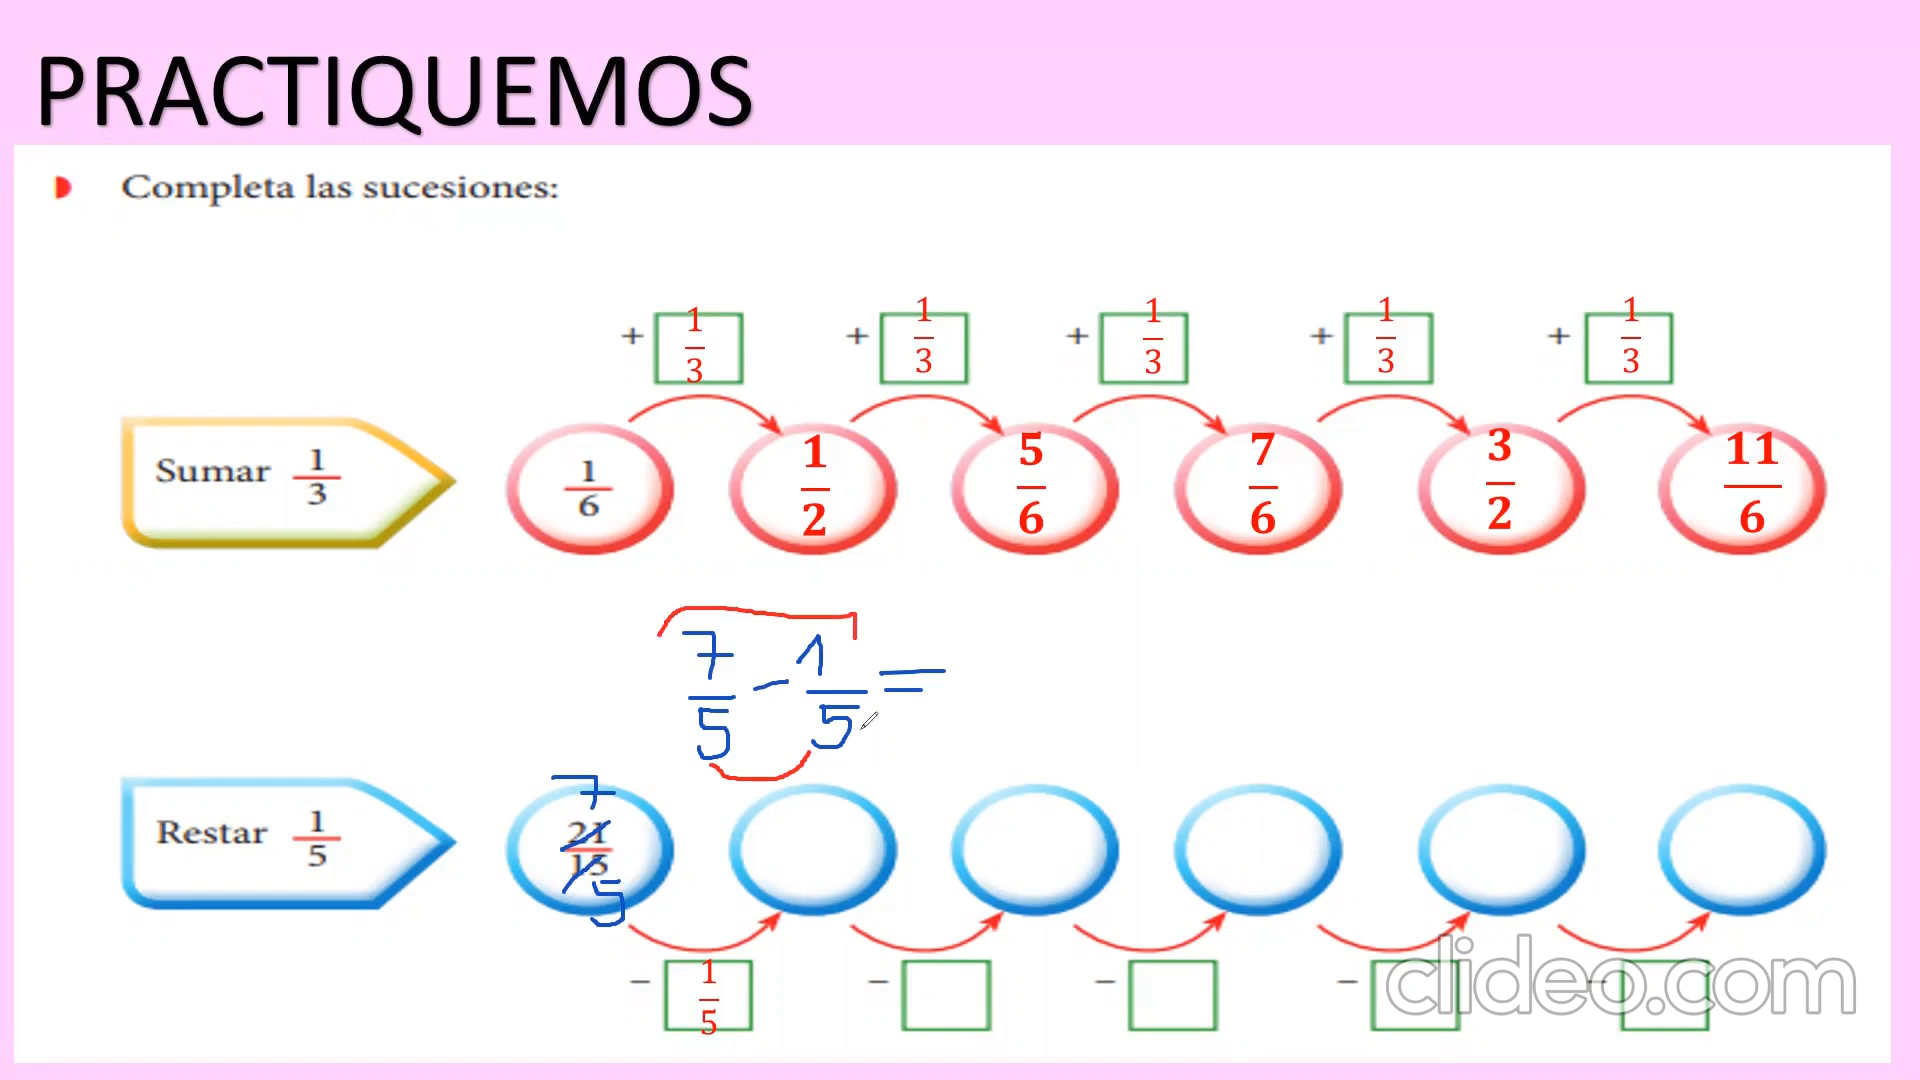 PRACTIQUEMOS
Completa las sucesiones:
+ 1/3 + 1/3 + 1/3 + 1/3 + 1/3
Sumar 1/3 1/6 1/2 5/6 7/6 3/2 11/6
7/5 - 1/5 =
7
Restar 1/5 21/15
5
- 1/5 - - - -
clideo.com